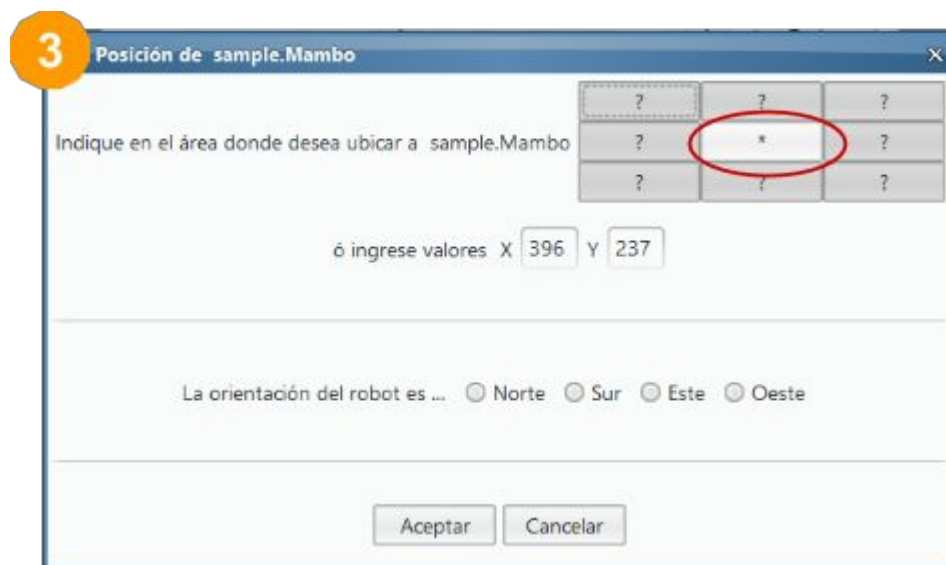 3
Posición de sample.Mambo ×
? ? ?
Indique en el área donde desea ubicar a sample.Mambo ? * ?
? ? ?
ó ingrese valores X 396 Y 237
La orientación del robot es ... Norte Sur Este Oeste
Aceptar Cancelar